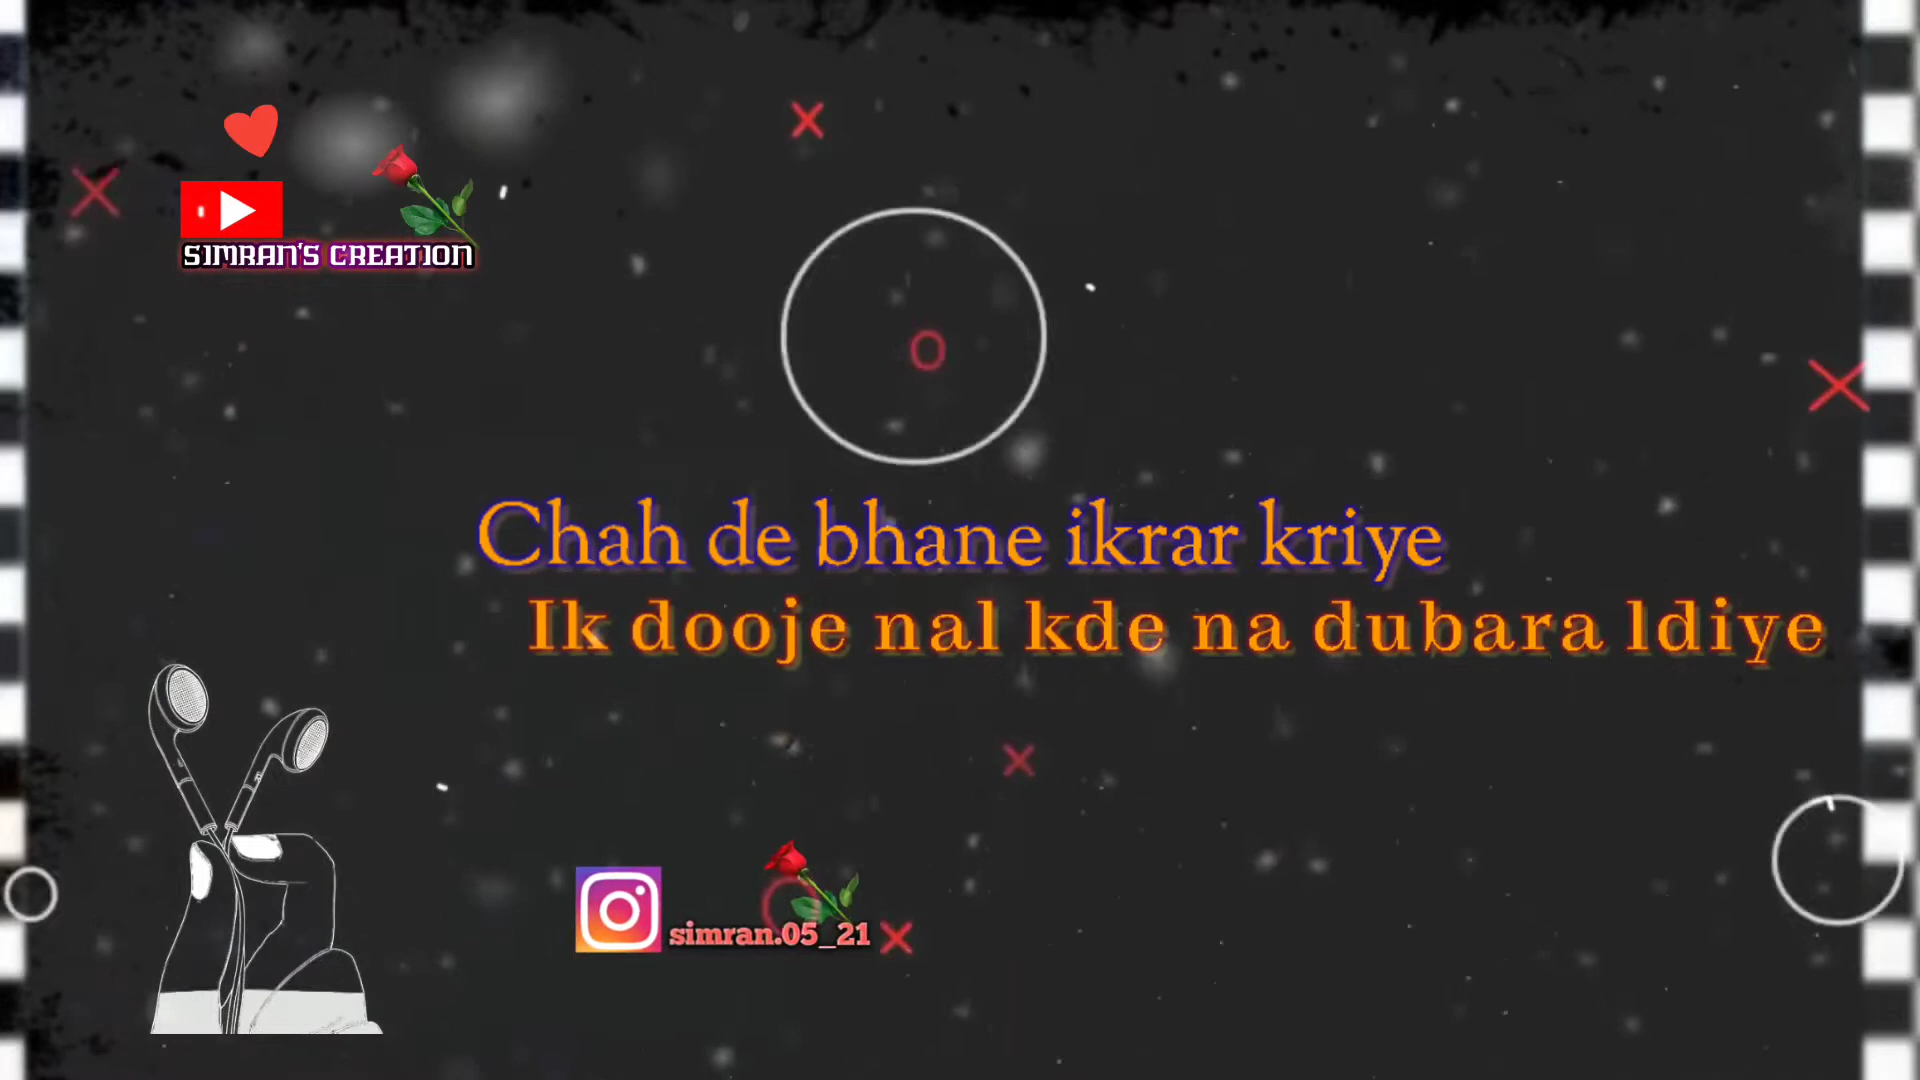 SIMRAN'S CREATION
Chah de bhane ikrar kriye
Ik dooje nal kde na dubara ldiye
simran.05_21